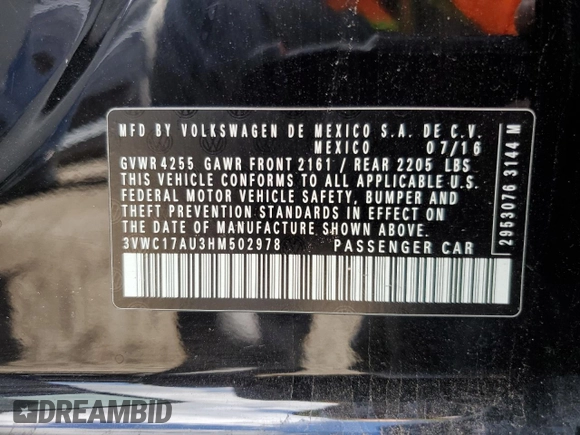 MFD BY VOLKSWAGEN DE MEXICO S.A. DE C.V.
MEXICO 07/16
GVWR 4255 GAWR FRONT 2161 / REAR 2205 LBS
THIS VEHICLE CONFORMS TO ALL APPLICABLE U.S.
FEDERAL MOTOR VEHICLE SAFETY, BUMPER AND
THEFT PREVENTION STANDARDS IN EFFECT ON
THE DATE OF MANUFACTURE SHOWN ABOVE
3VWC17AU3HM502978 PASSENGER CAR
2953076 3144 M
DREAMBID